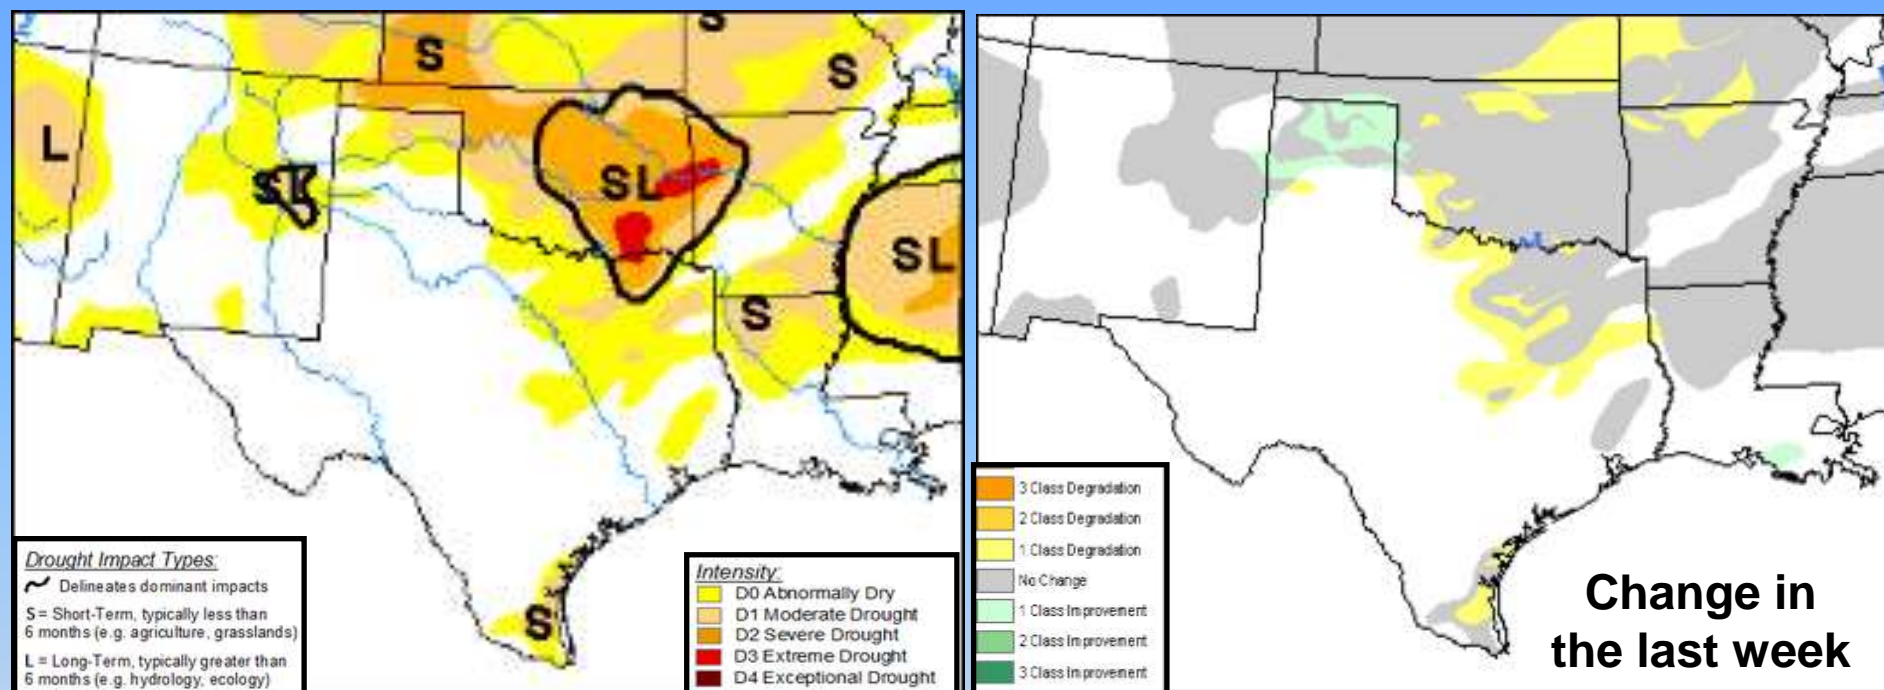 S
S
S
L
SL
SL
SL
S
S
Drought Impact Types:
Delineates dominant impacts
S = Short-Term, typically less than
6 months (e.g. agriculture, grasslands)
L = Long-Term, typically greater than
6 months (e.g. hydrology, ecology)
Intensity:
D0 Abnormally Dry
D1 Moderate Drought
D2 Severe Drought
D3 Extreme Drought
D4 Exceptional Drought
3 Class Degradation
2 Class Degradation
1 Class Degradation
No Change
1 Class Improvement
2 Class Improvement
3 Class Improvement
Change in
the last week